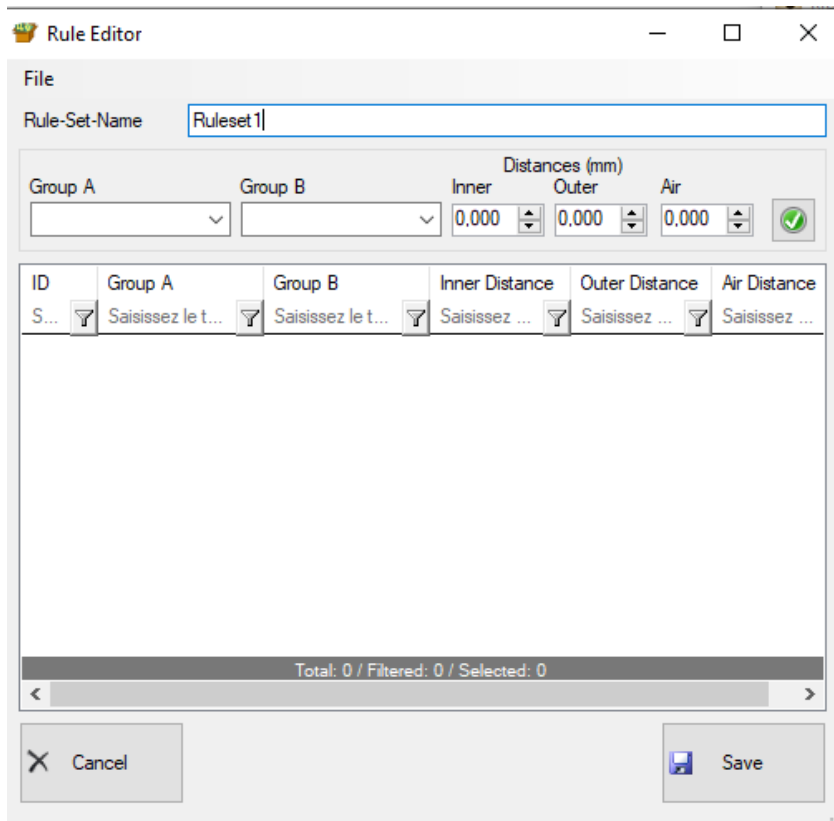 Rule Editor
File
Rule-Set-Name Ruleset1
Distances (mm)
Group A Group B Inner Outer Air
0,000 0,000 0,000
ID Group A Group B Inner Distance Outer Distance Air Distance
S... Saisissez le t... Saisissez le t... Saisissez ... Saisissez ... Saisissez ...
Total: 0 / Filtered: 0 / Selected: 0
Cancel Save